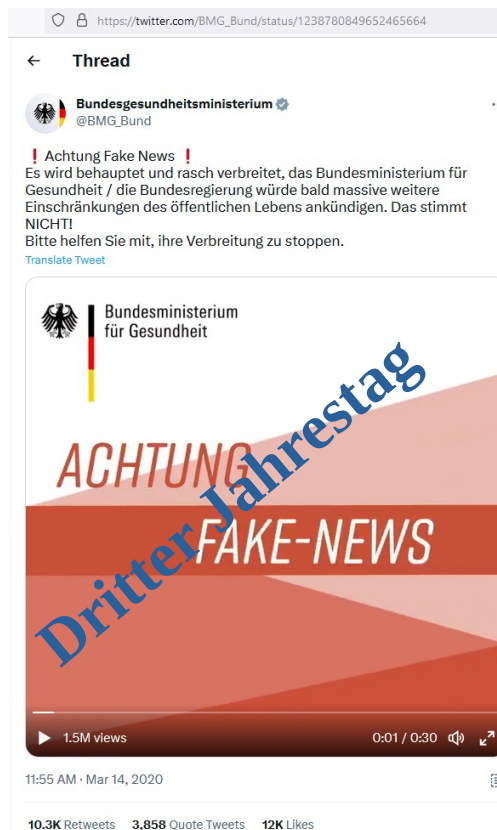 https://twitter.com/BMG_Bund/status/1238780849652465664
Thread
Bundesgesundheitsministerium
@BMG_Bund
❗Achtung Fake News ❗
Es wird behauptet und rasch verbreitet, das Bundesministerium für
Gesundheit / die Bundesregierung würde bald massive weitere
Einschränkungen des öffentlichen Lebens ankündigen. Das stimmt
NICHT!
Bitte helfen Sie mit, ihre Verbreitung zu stoppen.
Translate Tweet
Bundesministerium
für Gesundheit
ACHTUNG
FAKE-NEWS
Dritter Jahrestag
1.5M views
0:01 / 0:30
11:55 AM · Mar 14, 2020
10.3K Retweets 3,858 Quote Tweets 12K Likes